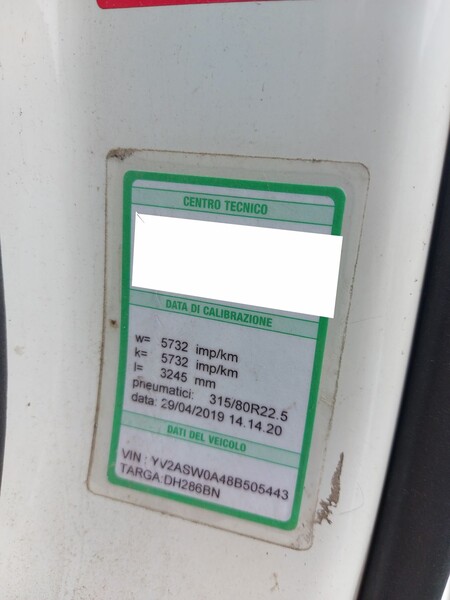 CENTRO TECNICO
DATA DI CALIBRAZIONE
w= 5732 imp/km
k= 5732 imp/km
l= 3245 mm
pneumatici: 315/80R22.5
data: 29/04/2019 14.14.20
DATI DEL VEICOLO
VIN : YV2ASW0A48B505443
TARGA:DH286BN